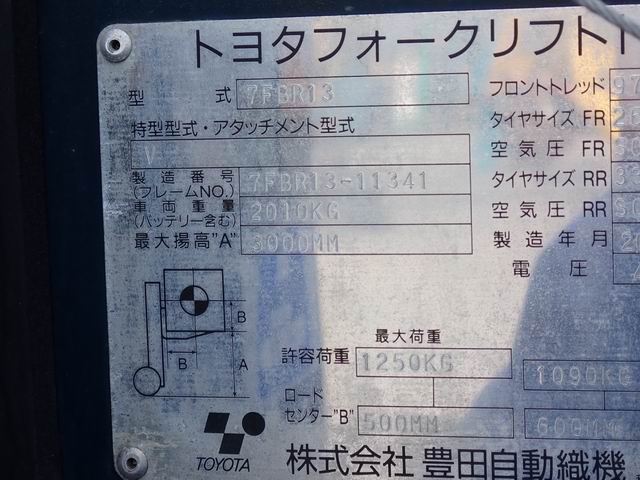 トヨタフォークリフト
型 式 7FBR13
フロントトレッド 97
特型型式・アタッチメント型式
タイヤサイズ FR
V
空気圧 FR
製造番号
(フレームNO.) 7FBR13-11341
タイヤサイズ RR
車両重量
(バッテリー含む) 2010KG
空気圧 RR
最大揚高"A" 3000MM
製造年月
電圧
B
B
A
最大荷重
許容荷重 1250KG 1090KG
ロード
センター"B" 500MM 600MM
TOYOTA 株式会社 豊田自動織機